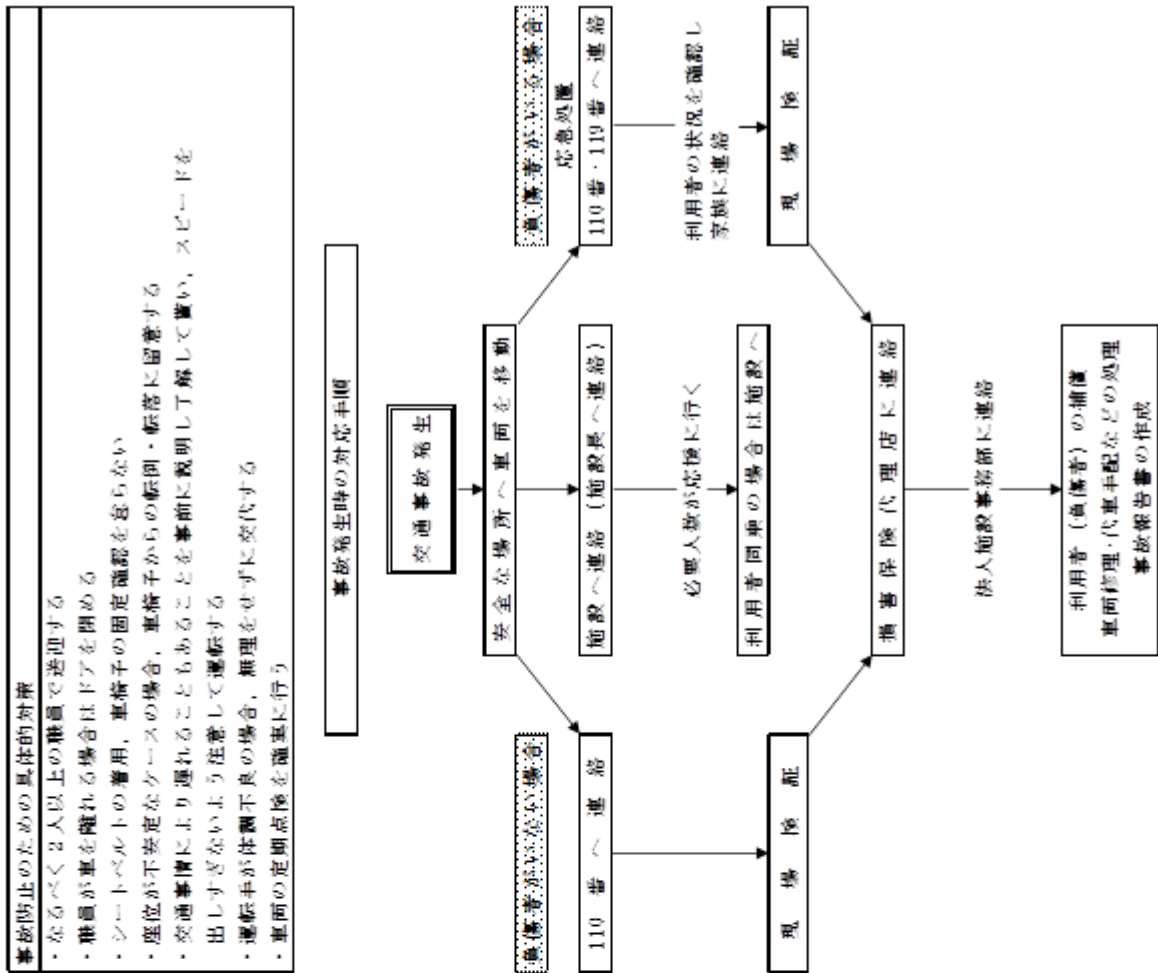 事故防止のための具体的対策
・なるべく2人以上の職員で送迎する
・職員が車を離れる場合はドアを閉める
・シートベルトの着用，車椅子の固定確認を怠らない
・座位が不安定なケースの場合，車椅子からの転倒・転落に留意する
・交通事情により遅れることもあることを事前に説明して了解して貰い，スピードを
出しすぎないよう注意して運転する
・運転手が体調不良の場合，無理をせずに交代する
・車両の定期点検を確実に行う
事故発生時の対応手順
交通事故発生
安全な場所へ車両を移動
負傷者がいない場合
110 番 へ 連 絡
現 場 検 証
施設へ連絡（施設長へ連絡）
必要人数が応援に行く
利用者同乗の場合は施設へ
負傷者がいる場合
応急処置
110番・119番へ連絡
利用者の状況を確認し
家族に連絡
現 場 検 証
損害保険代理店に連絡
法人施設事務部に連絡
利用者（負傷者）の補償
車両修理・代車手配などの処理
事故報告書の作成